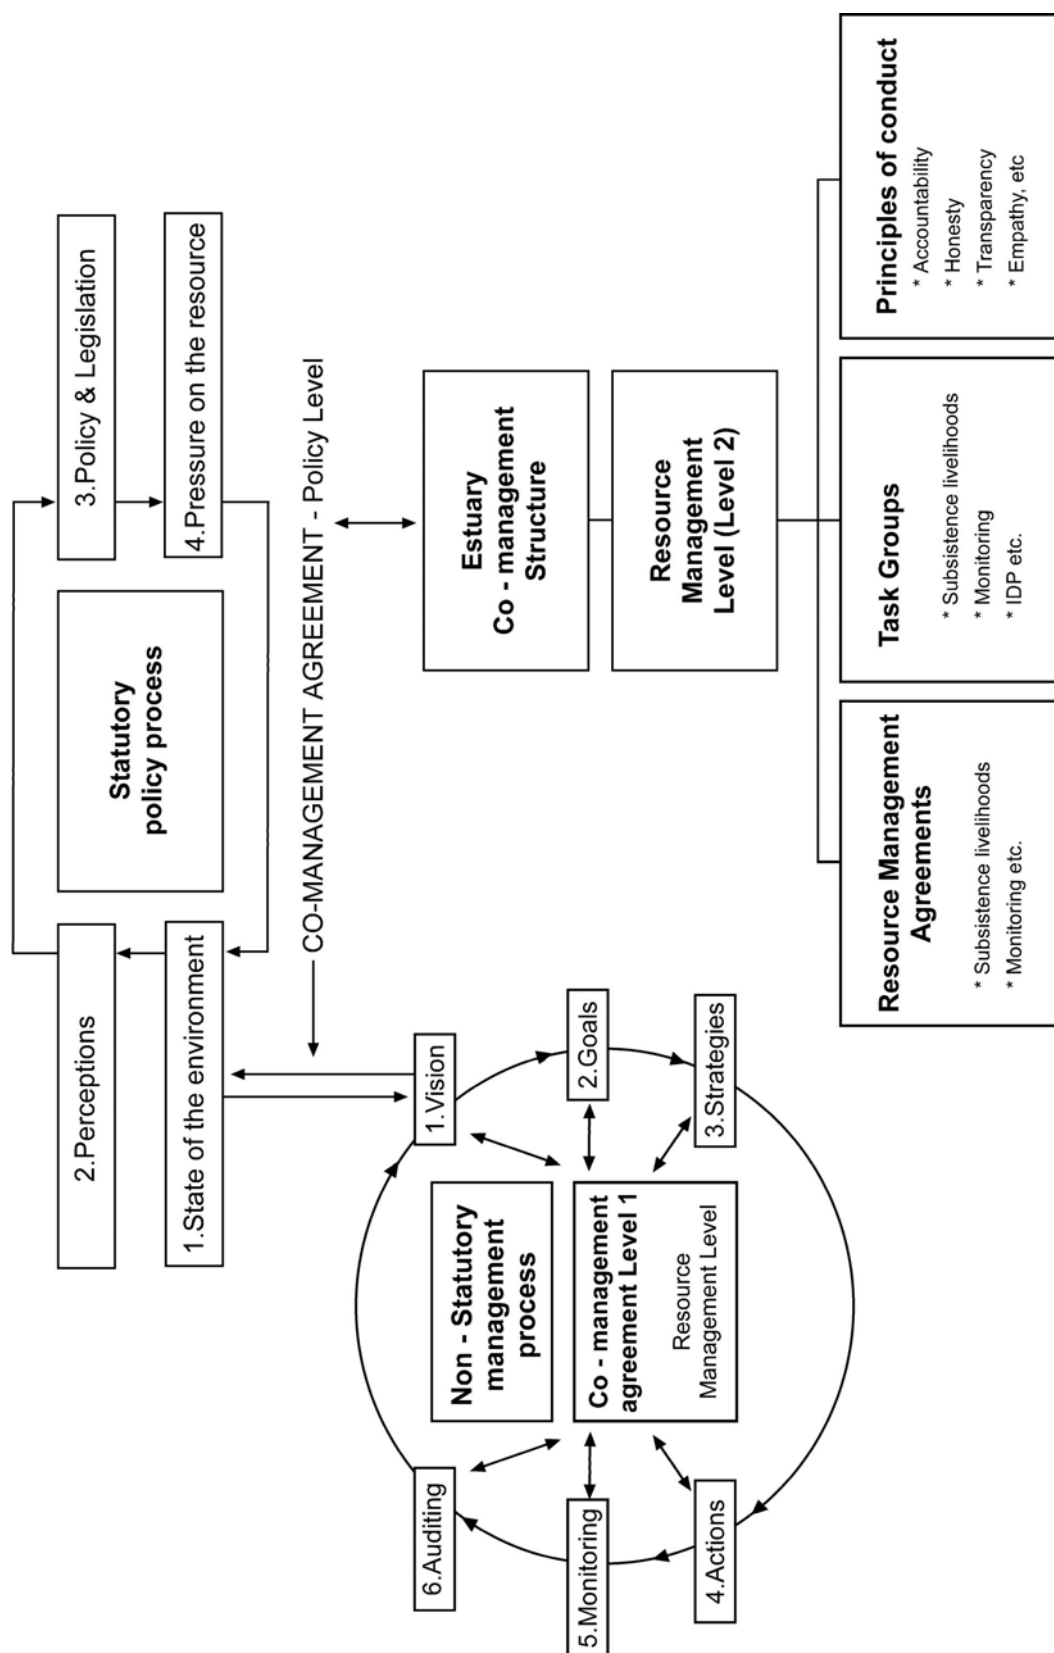 2.Perceptions
1.State of the environment
Statutory
policy process
3.Policy & Legislation
4.Pressure on the resource
CO-MANAGEMENT AGREEMENT - Policy Level
1.Vision
2.Goals
3.Strategies
4.Actions
5.Monitoring
6.Auditing
Non - Statutory
management
process
Co - management
agreement Level 1
Resource
Management Level
Estuary
Co - management
Structure
Resource
Management
Level (Level 2)
Resource Management
Agreements
* Subsistence livelihoods
* Monitoring etc.
Task Groups
* Subsistence livelihoods
* Monitoring
* IDP etc.
Principles of conduct
* Accountability
* Honesty
* Transparency
* Empathy, etc